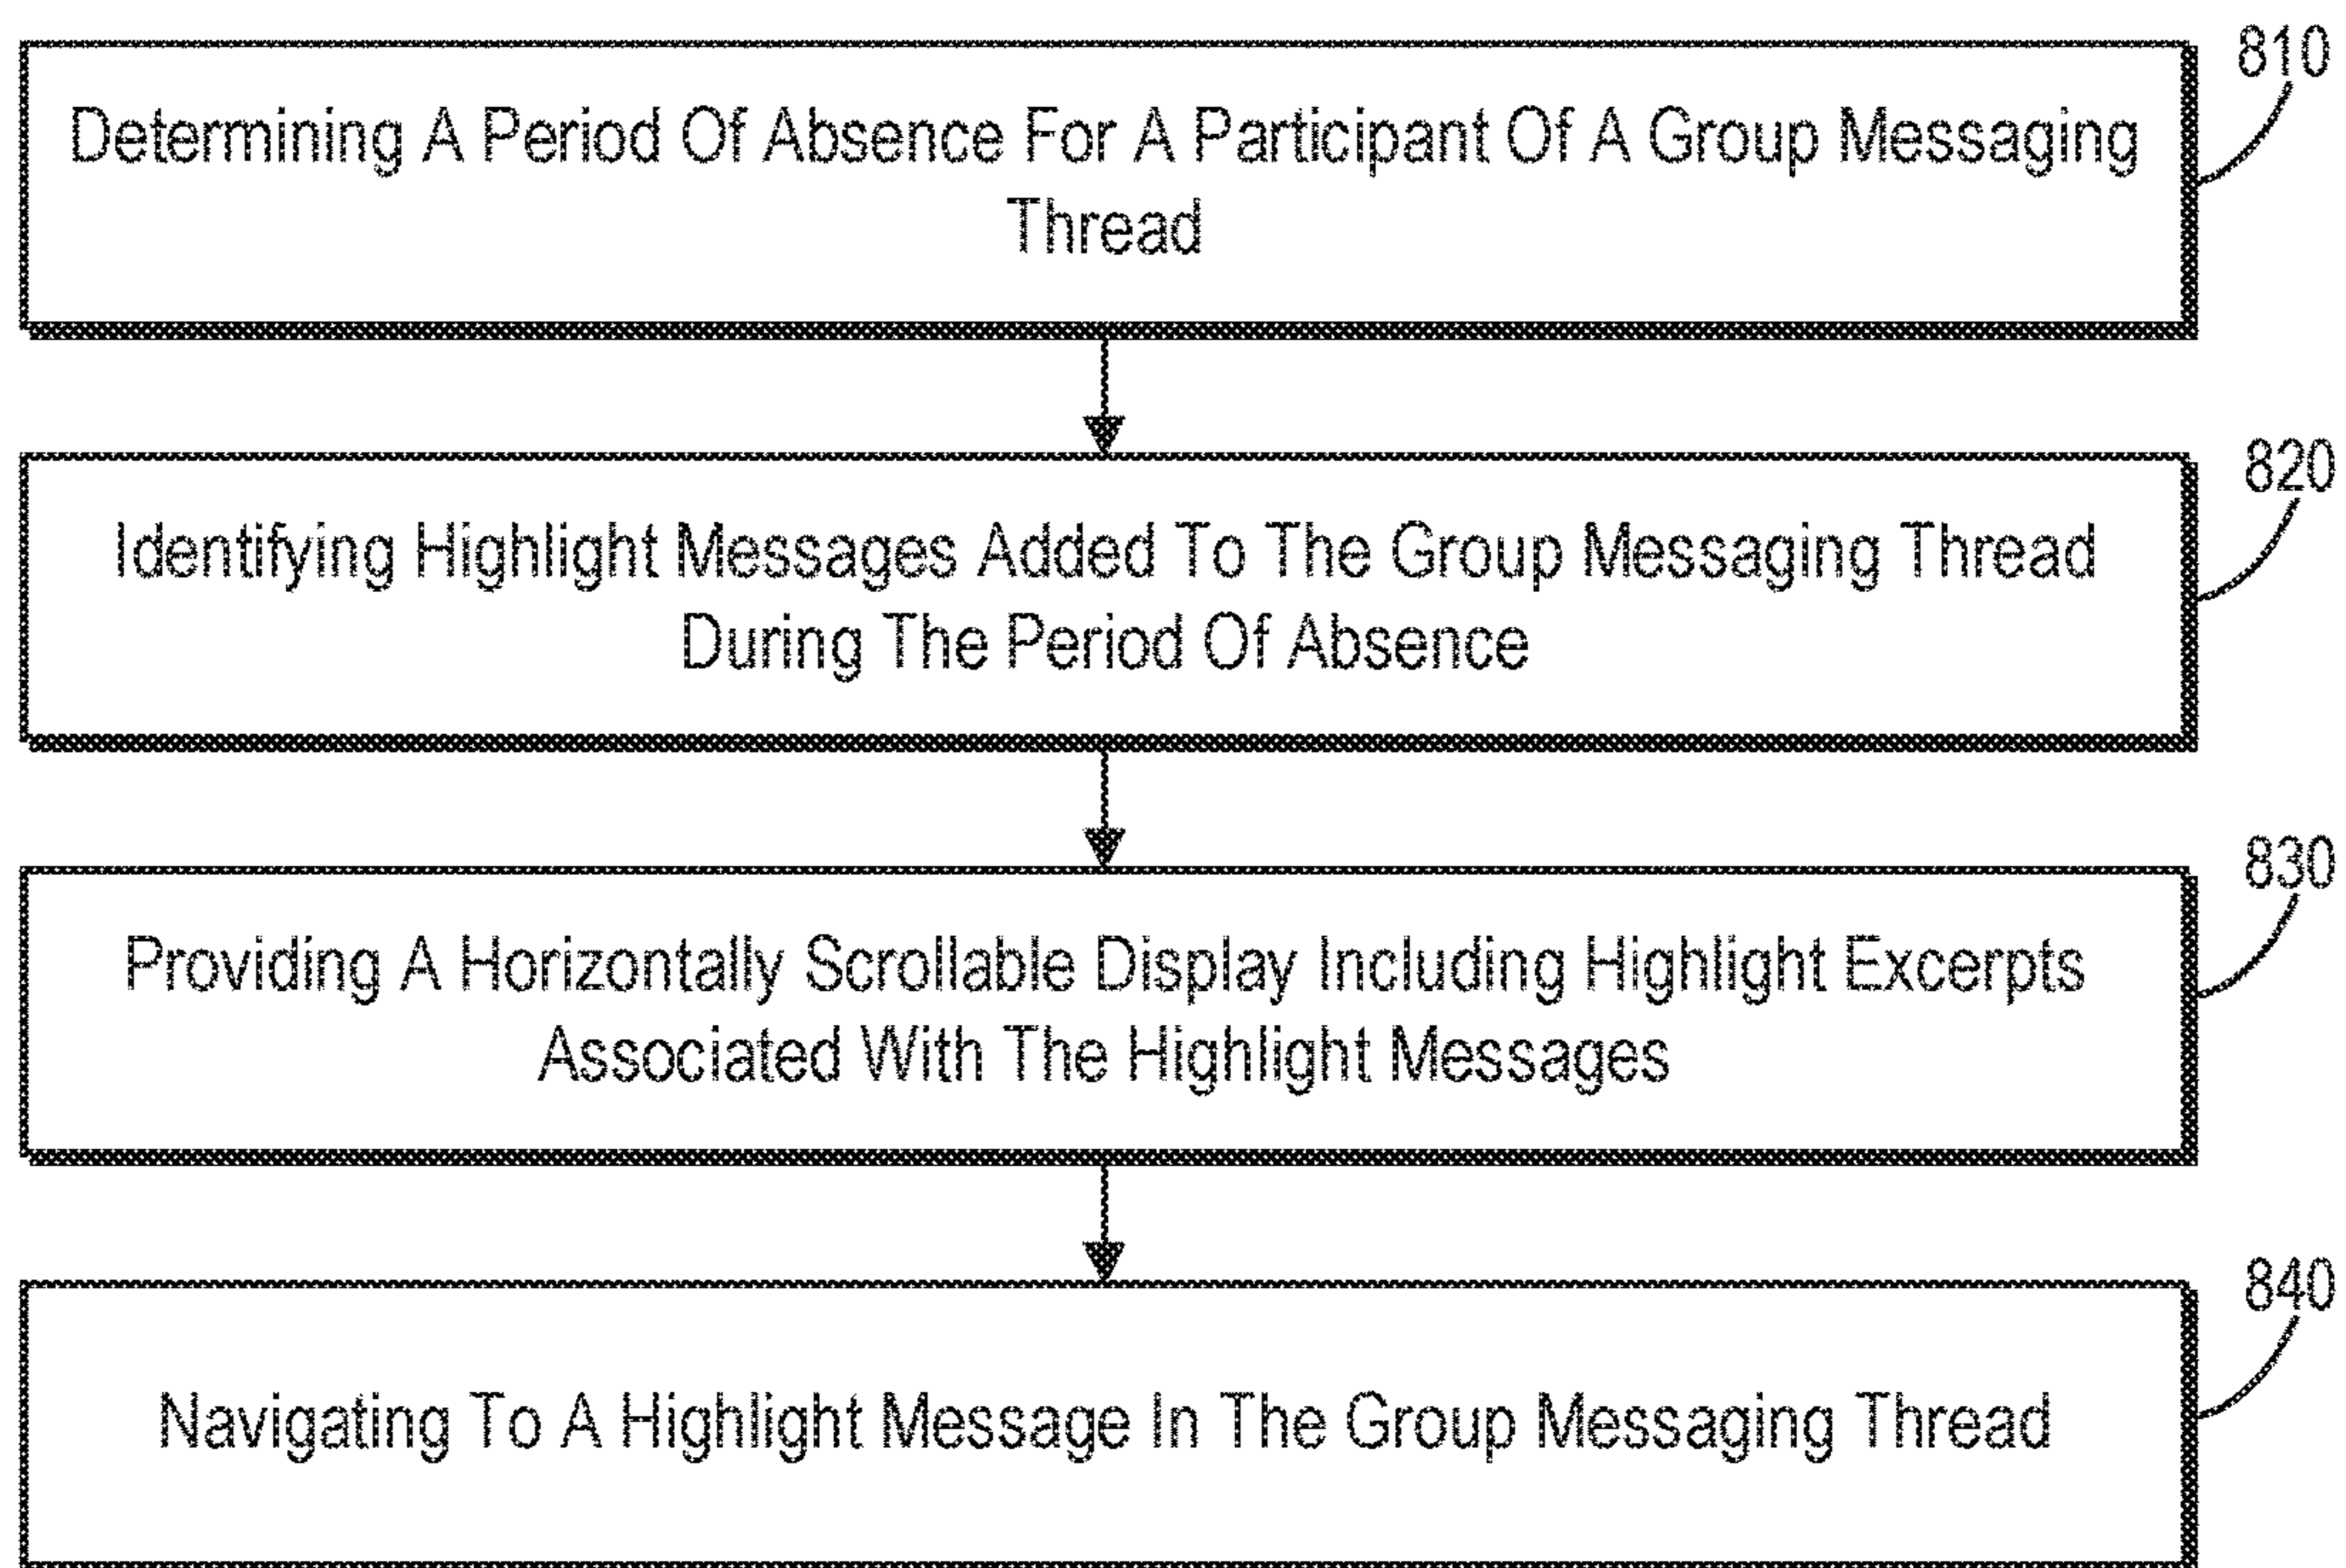 810
Determining A Period Of Absence For A Participant Of A Group Messaging
Thread
820
Identifying Highlight Messages Added To The Group Messaging Thread
During The Period Of Absence
830
Providing A Horizontally Scrollable Display Including Highlight Excerpts
Associated With The Highlight Messages
840
Navigating To A Highlight Message In The Group Messaging Thread